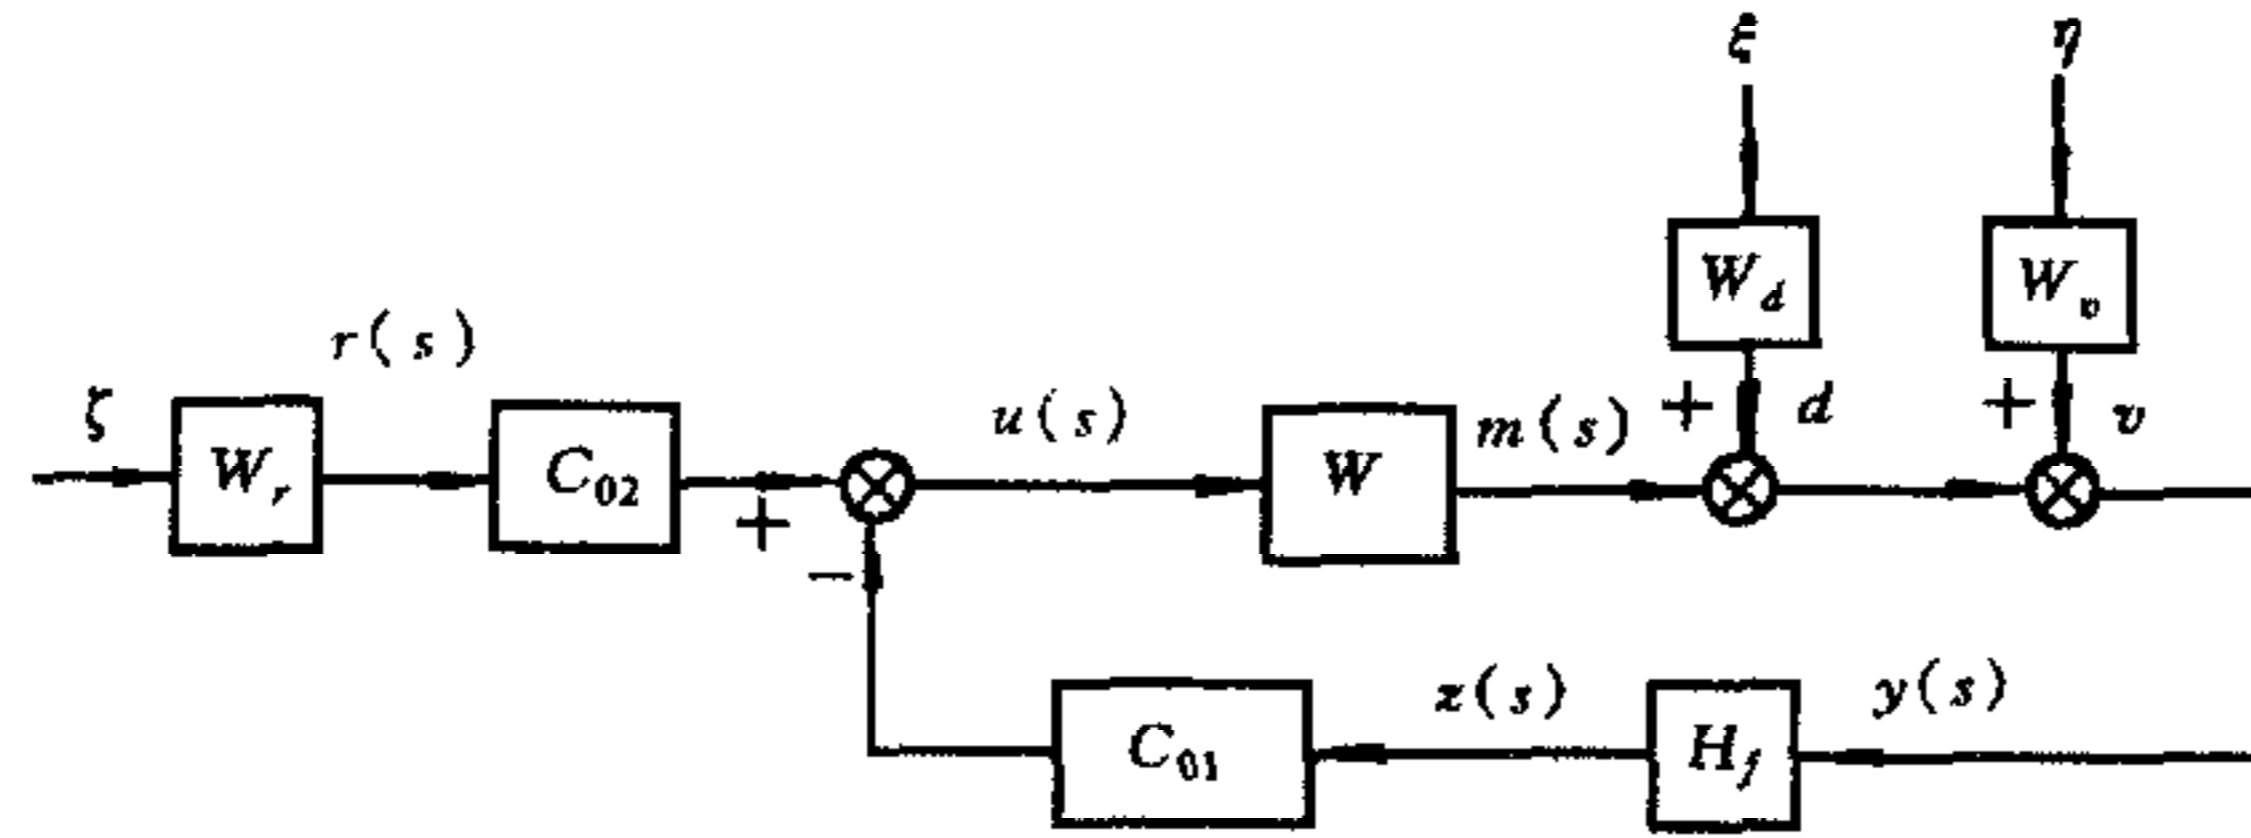 ξ η
W_d W_v
r(s)
ζ W_r C_02 + u(s) W m(s) + d + v
−
C_01 z(s) H_f y(s)